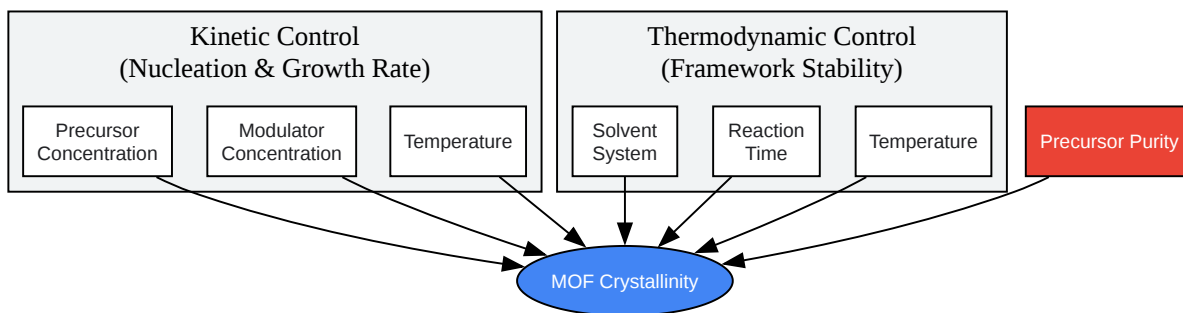 Kinetic Control
(Nucleation & Growth Rate)
Precursor
Concentration
Modulator
Concentration
Temperature
Thermodynamic Control
(Framework Stability)
Solvent
System
Reaction
Time
Temperature
Precursor Purity
MOF Crystallinity